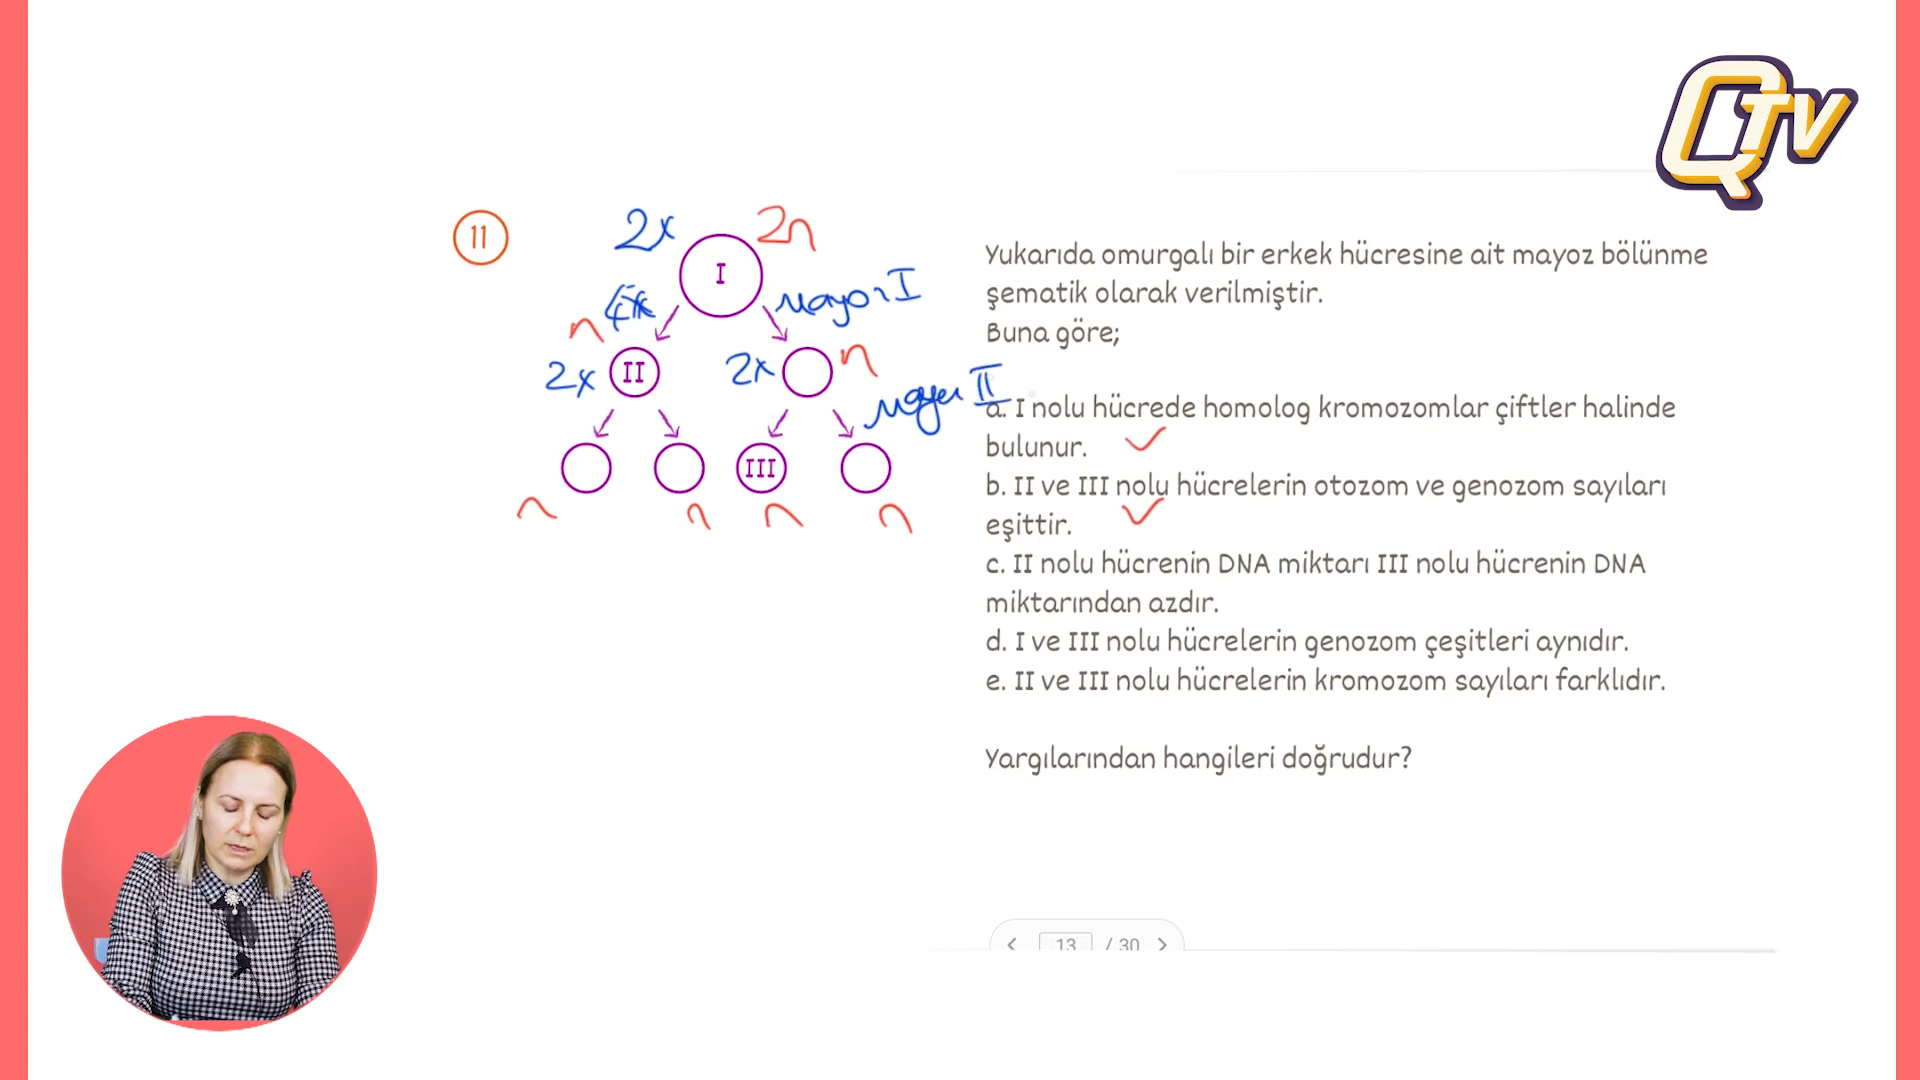 QTV
11
2x
2n
I
4x
Mayoz I
n
2x
II
2x
n
Mayoz II
III
n
n
n
n
Yukarıda omurgalı bir erkek hücresine ait mayoz bölünme
şematik olarak verilmiştir.
Buna göre;
a. I nolu hücrede homolog kromozomlar çiftler halinde
bulunur.
b. II ve III nolu hücrelerin otozom ve genozom sayıları
eşittir.
c. II nolu hücrenin DNA miktarı III nolu hücrenin DNA
miktarından azdır.
d. I ve III nolu hücrelerin genozom çeşitleri aynıdır.
e. II ve III nolu hücrelerin kromozom sayıları farklıdır.
Yargılarından hangileri doğrudur?
13 / 30